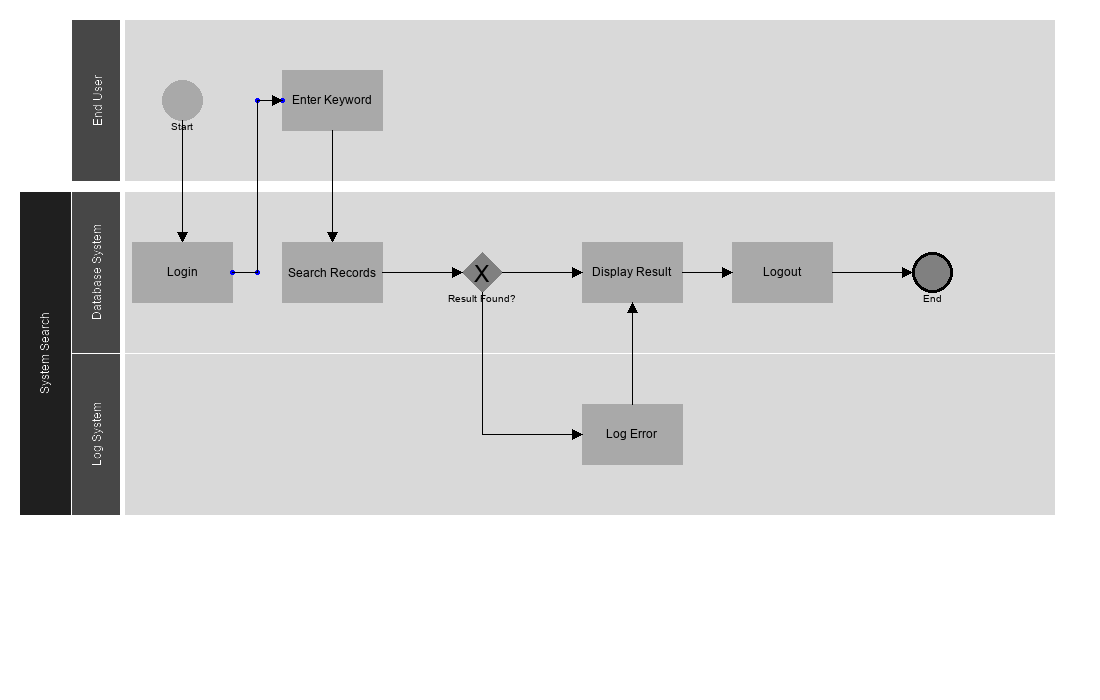 End User
Start
Enter Keyword
System Search
Database System
Login
Search Records
X
Result Found?
Display Result
Logout
End
Log System
Log Error